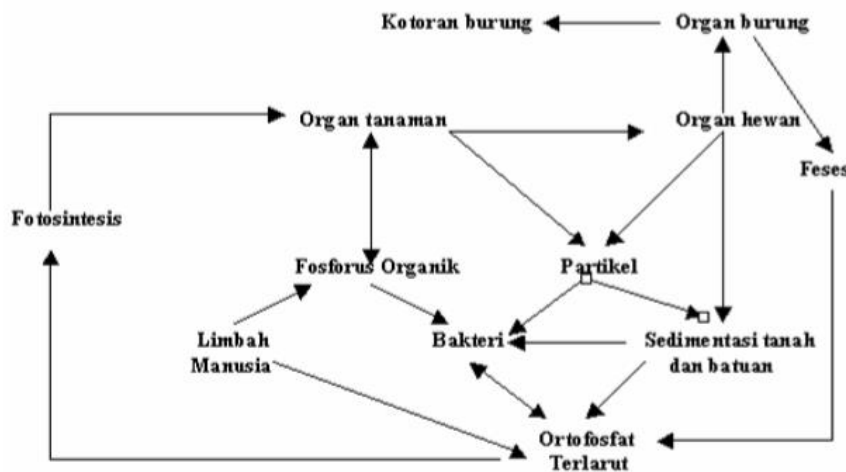 Kotoran burung
Organ burung
Organ tanaman
Organ hewan
Feses
Fotosintesis
Fosforus Organik
Partikel
Limbah
Manusia
Bakteri
Sedimentasi tanah
dan batuan
Ortofosfat
Terlarut